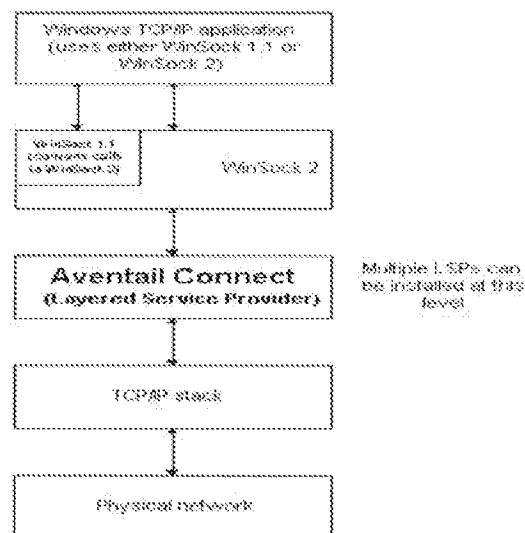 Windows TCP/IP application
(uses either WinSock 1.1 or
WinSock 2)
WinSock 1.1
(converts calls
to WinSock 2)
WinSock 2
Aventail Connect
(Layered Service Provider)
Multiple LSPs can
be installed at this
level
TCP/IP stack
Physical network